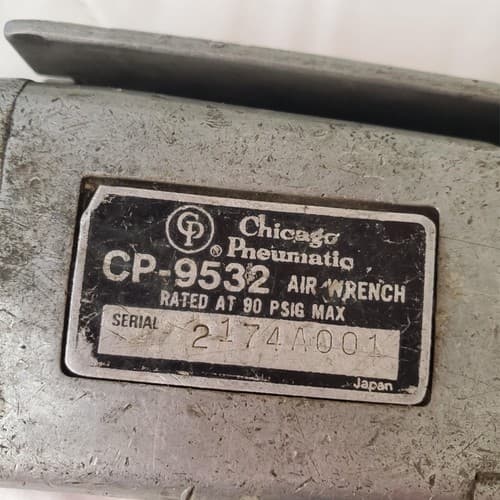 CP
Chicago
® Pneumatic
CP-9532 AIR WRENCH
RATED AT 90 PSIG MAX
SERIAL 2174A001
Japan